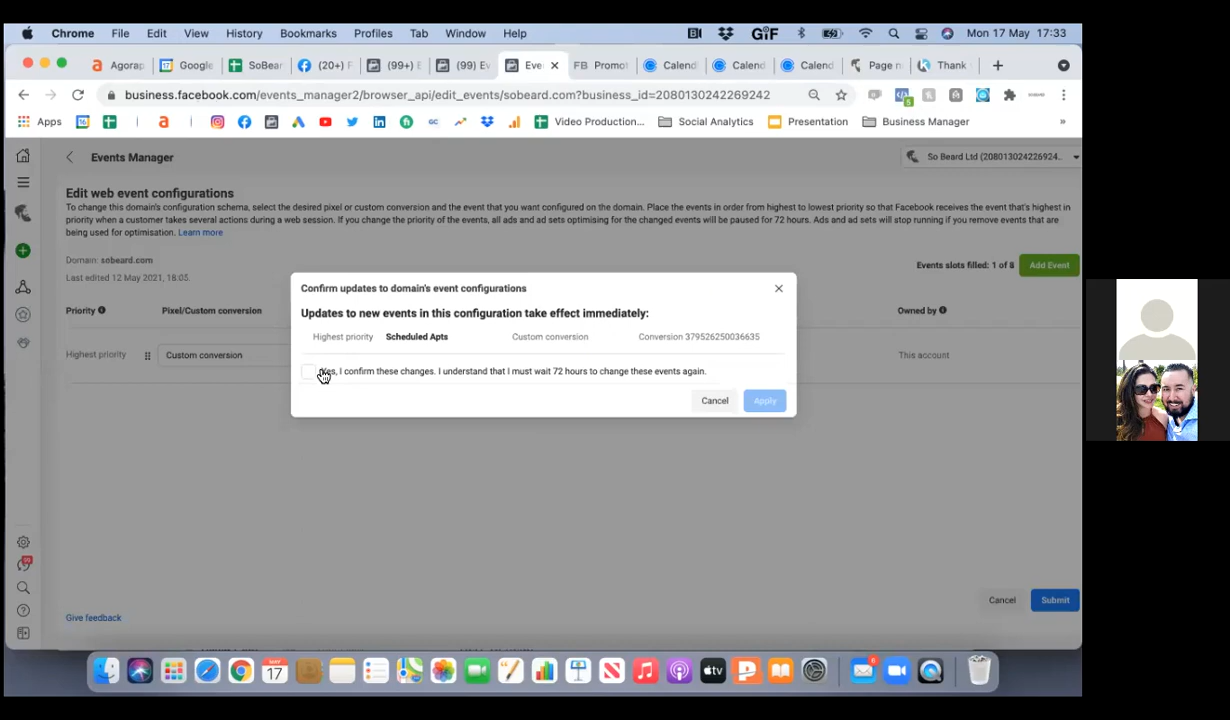 Chrome File Edit View History Bookmarks Profiles Tab Window Help GiF Mon 17 May 17:33
Agorap Google SoBear (20+) F (99+) E (99) Ev Eve FB Promot Calend Calend Calend Page n Thank
business.facebook.com/events_manager2/browser_api/edit_events/sobeard.com?business_id=2080130242269242
Apps Video Production... Social Analytics Presentation Business Manager »
Events Manager So Beard Ltd (208013024226924...
Edit web event configurations
To change this domain's configuration schema, select the desired pixel or custom conversion and the event that you want configured on the domain. Place the events in order from highest to lowest priority so that Facebook receives the event that's highest in
priority when a customer takes several actions during a web session. If you change the priority of the events, all ads and ad sets optimising for the changed events will be paused for 72 hours. Ads and ad sets will stop running if you remove events that are
being used for optimisation. Learn more
Domain: sobeard.com
Events slots filled: 1 of 8 Add Event
Last edited 12 May 2021, 18:05.
Confirm updates to domain's event configurations
Updates to new events in this configuration take effect immediately:
Priority Pixel/Custom conversion Owned by
Highest priority Scheduled Apts Custom conversion Conversion 379526250036635
Highest priority Custom conversion This account
Yes, I confirm these changes. I understand that I must wait 72 hours to change these events again.
Cancel Apply
Cancel Submit
Give feedback
MAY
17
tv